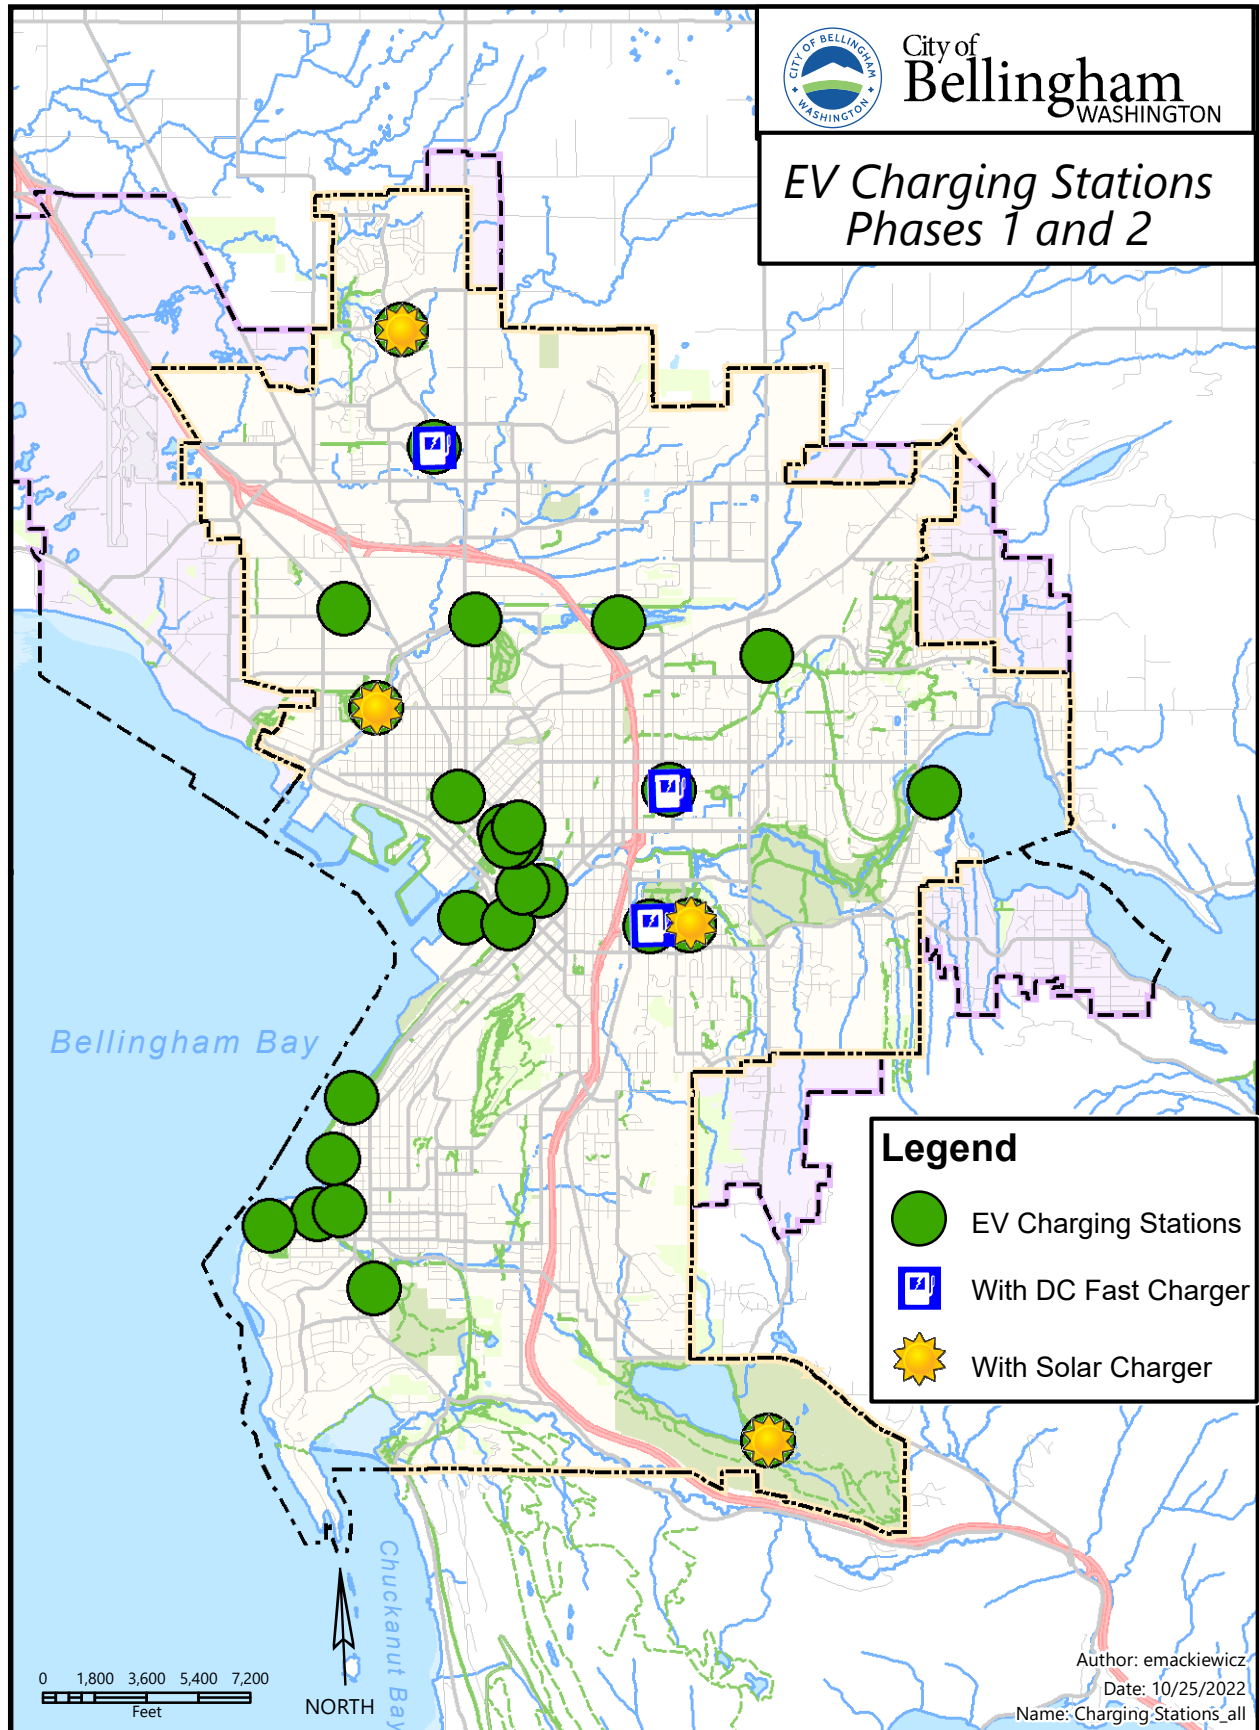 CITY OF BELLINGHAM
WASHINGTON
City of
Bellingham
WASHINGTON
EV Charging Stations
Phases 1 and 2
Bellingham Bay
Legend
EV Charging Stations
With DC Fast Charger
With Solar Charger
Chuckanut Bay
0 1,800 3,600 5,400 7,200
Feet
NORTH
Author: emackiewicz
Date: 10/25/2022
Name: Charging Stations_all